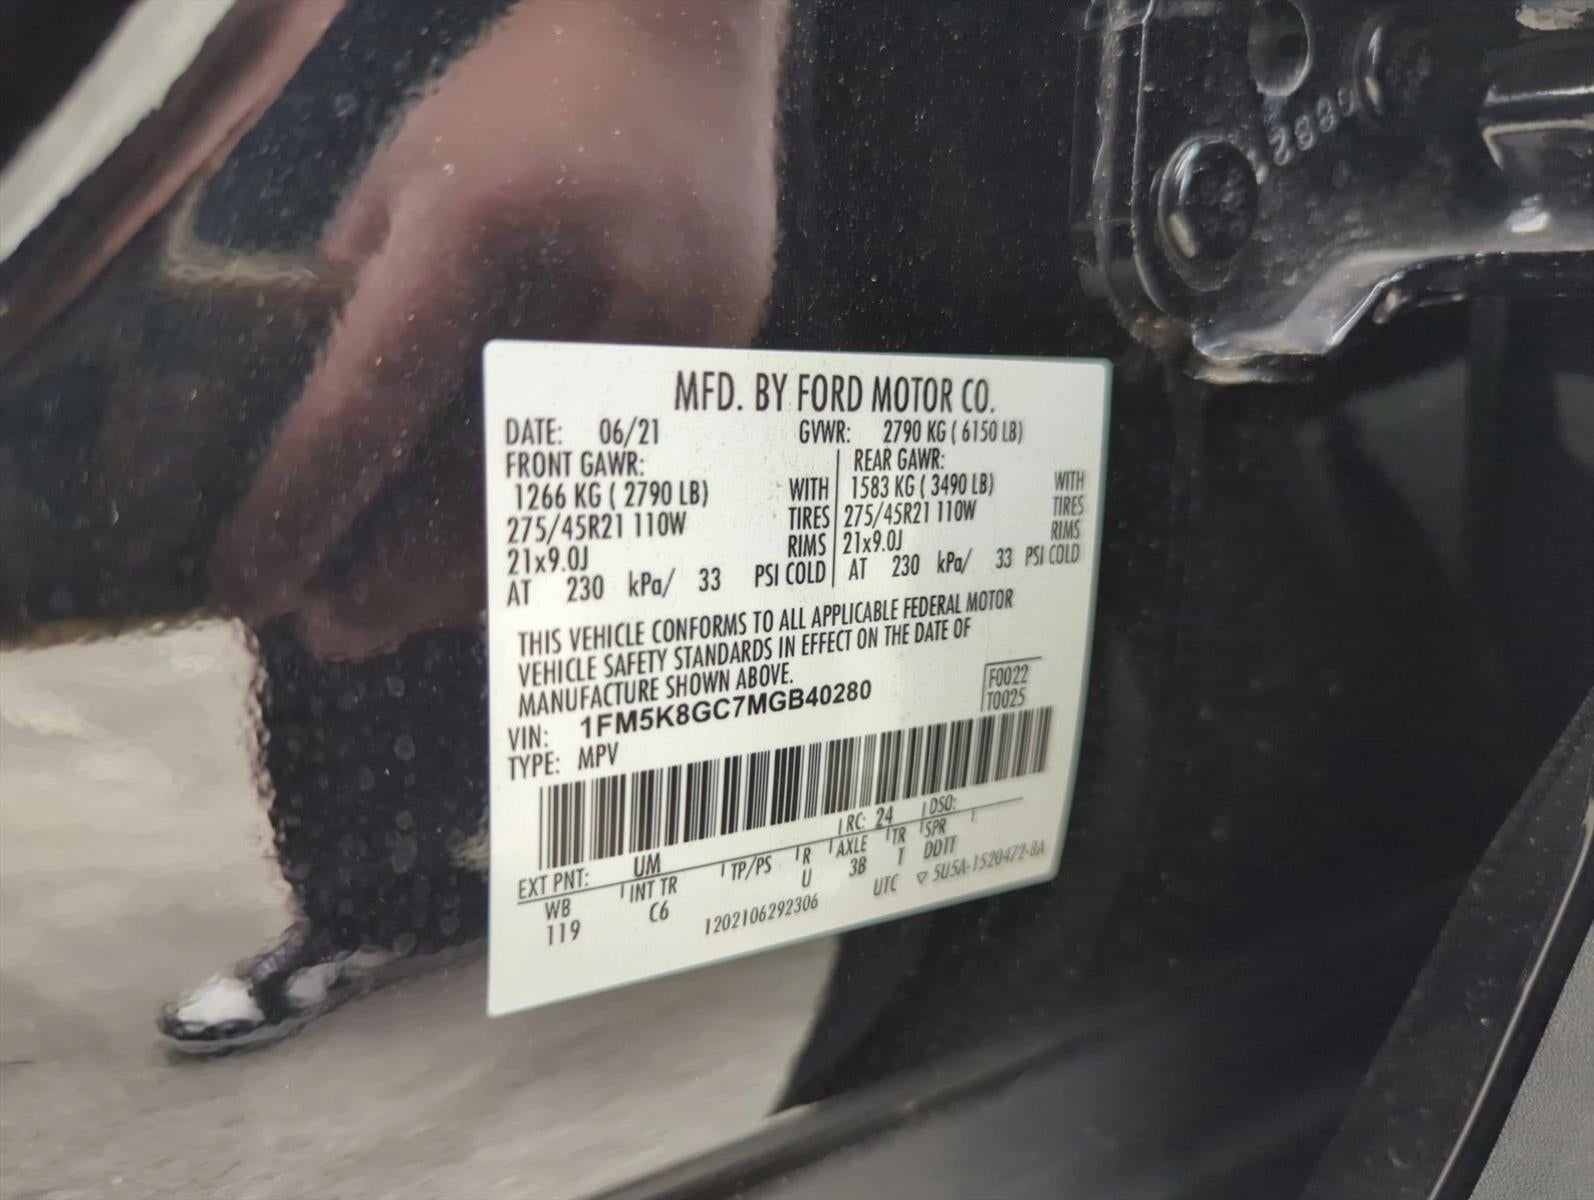 2880
MFD. BY FORD MOTOR CO.
DATE: 06/21 GVWR: 2790 KG ( 6150 LB)
FRONT GAWR: REAR GAWR:
1266 KG ( 2790 LB) WITH 1583 KG ( 3490 LB) WITH
275/45R21 110W TIRES 275/45R21 110W TIRES
21x9.0J RIMS 21x9.0J RIMS
AT 230 kPa/ 33 PSI COLD AT 230 kPa/ 33 PSI COLD
THIS VEHICLE CONFORMS TO ALL APPLICABLE FEDERAL MOTOR
VEHICLE SAFETY STANDARDS IN EFFECT ON THE DATE OF
MANUFACTURE SHOWN ABOVE.
F0022
T0025
VIN: 1FM5K8GC7MGB40280
TYPE: MPV
EXT PNT: UM RC: 24 DSO:
WB INT TR TP/PS R AXLE TR SPR
119 C6 U 3B T DDTT
1202106292306 UTC ▽ 5U5A-1520472-BA